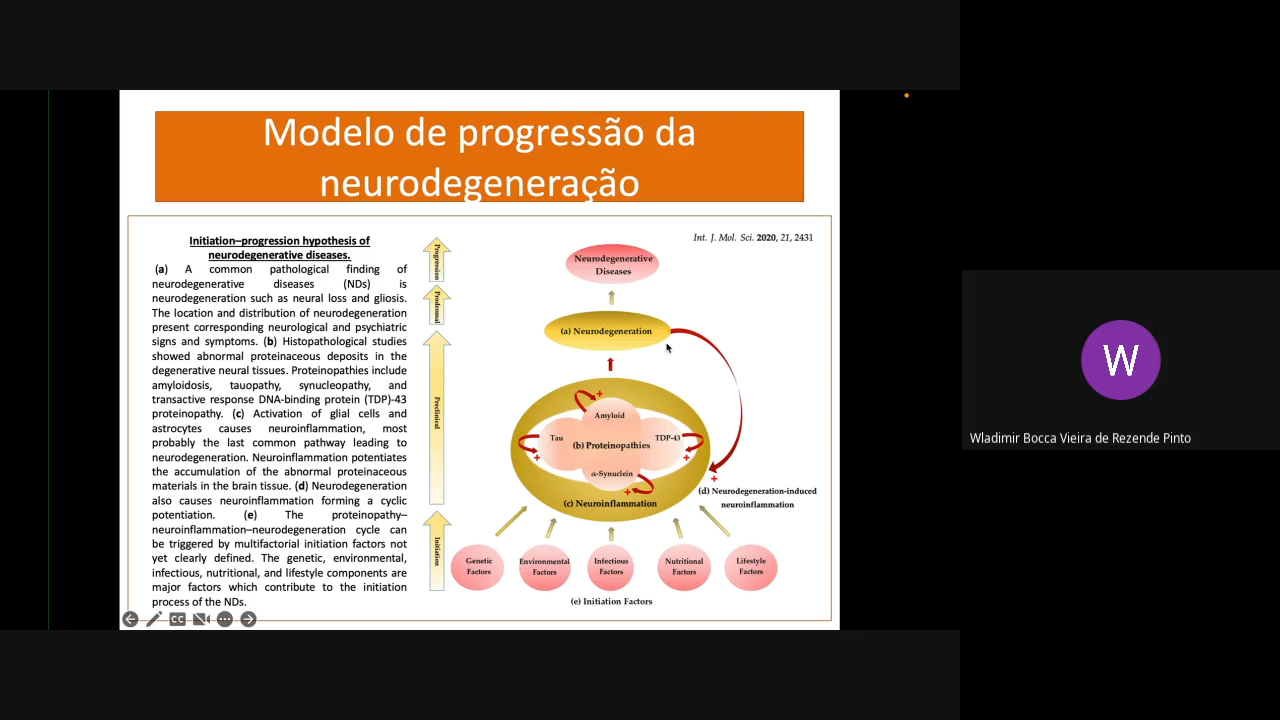 Modelo de progressão da
neurodegeneração
Initiation–progression hypothesis of
neurodegenerative diseases.
(a) A common pathological finding of
neurodegenerative diseases (NDs) is
neurodegeneration such as neural loss and gliosis.
The location and distribution of neurodegeneration
present corresponding neurological and psychiatric
signs and symptoms. (b) Histopathological studies
showed abnormal proteinaceous deposits in the
degenerative neural tissues. Proteinopathies include
amyloidosis, tauopathy, synucleopathy, and
transactive response DNA-binding protein (TDP)-43
proteinopathy. (c) Activation of glial cells and
astrocytes causes neuroinflammation, most
probably the last common pathway leading to
neurodegeneration. Neuroinflammation potentiates
the accumulation of the abnormal proteinaceous
materials in the brain tissue. (d) Neurodegeneration
also causes neuroinflammation forming a cyclic
potentiation. (e) The proteinopathy–
neuroinflammation–neurodegeneration cycle can
be triggered by multifactorial initiation factors not
yet clearly defined. The genetic, environmental,
infectious, nutritional, and lifestyle components are
major factors which contribute to the initiation
process of the NDs.
Progression
Prodromal
Preclinical
Initiation
Int. J. Mol. Sci. 2020, 21, 2431
Neurodegenerative
Diseases
(a) Neurodegeneration
+
Amyloid
Tau
TDP-43
+
+
(b) Proteinopathies
α-Synuclein
+
(c) Neuroinflammation
+
(d) Neurodegeneration-induced
neuroinflammation
Genetic
Factors
Environmental
Factors
Infectious
Factors
Nutritional
Factors
Lifestyle
Factors
(e) Initiation Factors
CC
W
Wladimir Bocca Vieira de Rezende Pinto